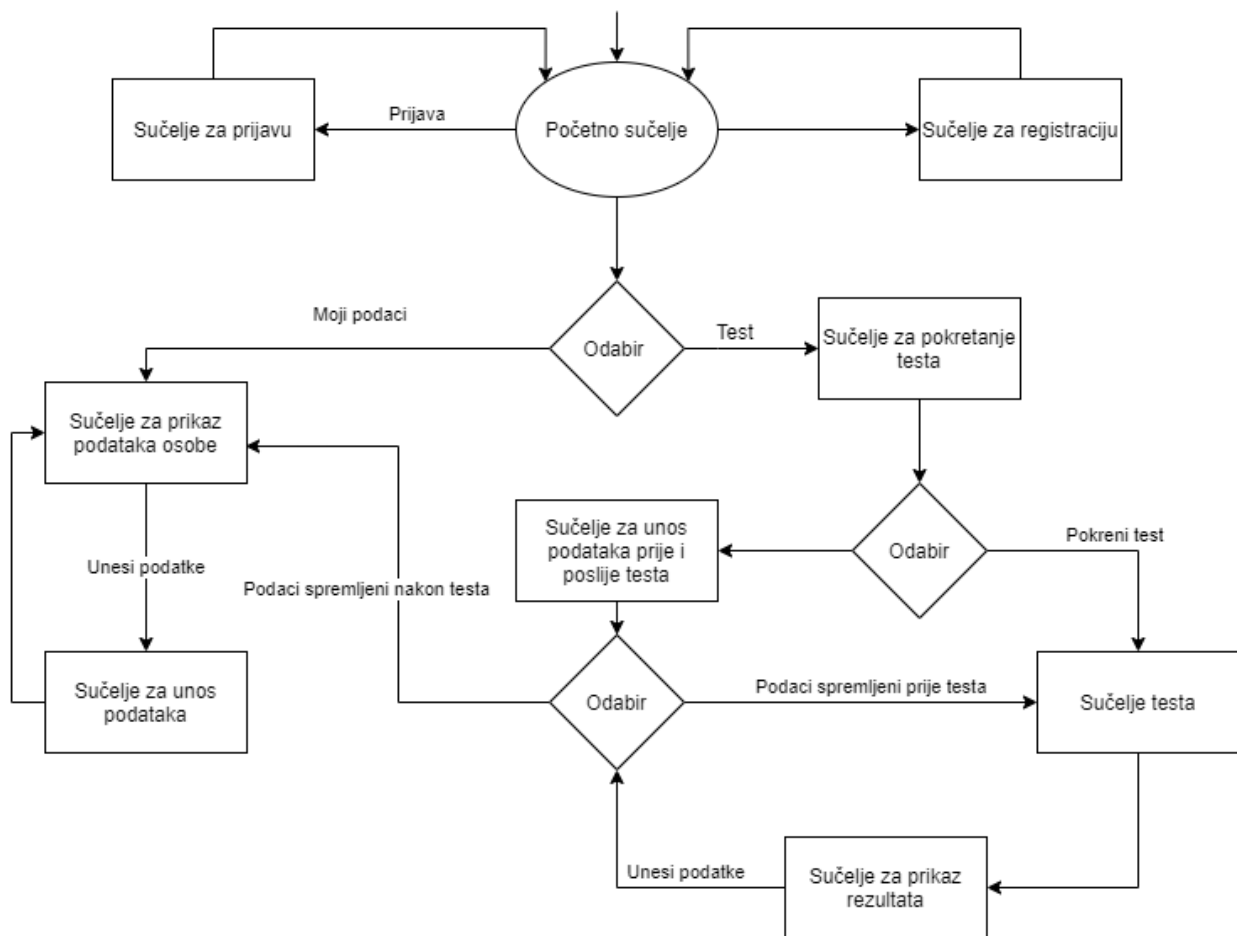 Sučelje za prijavu
Prijava
Početno sučelje
Sučelje za registraciju
Moji podaci
Odabir
Test
Sučelje za pokretanje
testa
Sučelje za prikaz
podataka osobe
Sučelje za unos
podataka prije i
poslije testa
Odabir
Pokreni test
Unesi podatke
Podaci spremljeni nakon testa
Sučelje za unos
podataka
Odabir
Podaci spremljeni prije testa
Sučelje testa
Unesi podatke
Sučelje za prikaz
rezultata